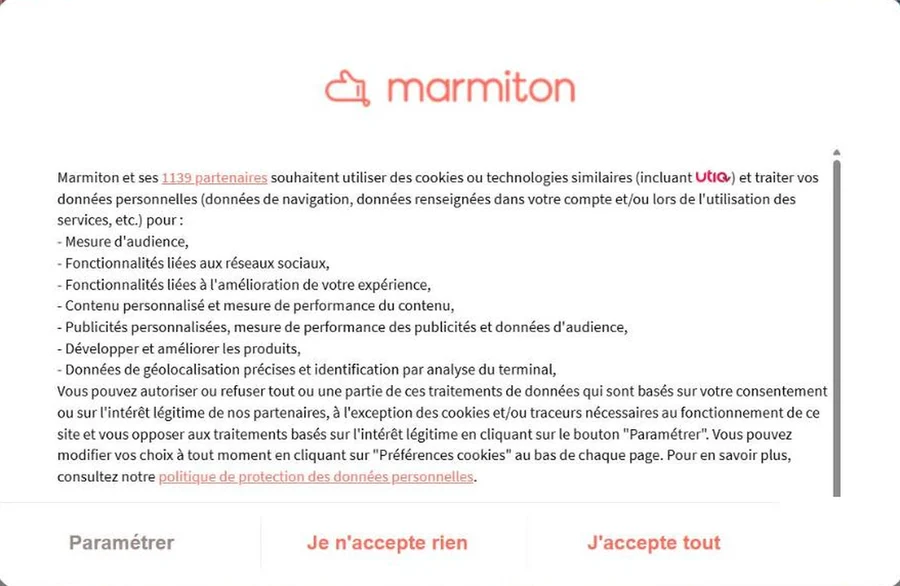 marmiton
Marmiton et ses 1139 partenaires souhaitent utiliser des cookies ou technologies similaires (incluant utiq) et traiter vos
données personnelles (données de navigation, données renseignées dans votre compte et/ou lors de l'utilisation des
services, etc.) pour :
- Mesure d'audience,
- Fonctionnalités liées aux réseaux sociaux,
- Fonctionnalités liées à l'amélioration de votre expérience,
- Contenu personnalisé et mesure de performance du contenu,
- Publicités personnalisées, mesure de performance des publicités et données d'audience,
- Développer et améliorer les produits,
- Données de géolocalisation précises et identification par analyse du terminal,
Vous pouvez autoriser ou refuser tout ou une partie de ces traitements de données qui sont basés sur votre consentement
ou sur l'intérêt légitime de nos partenaires, à l'exception des cookies et/ou traceurs nécessaires au fonctionnement de ce
site et vous opposer aux traitements basés sur l'intérêt légitime en cliquant sur le bouton "Paramétrer". Vous pouvez
modifier vos choix à tout moment en cliquant sur "Préférences cookies" au bas de chaque page. Pour en savoir plus,
consultez notre politique de protection des données personnelles.
Paramétrer
Je n'accepte rien
J'accepte tout